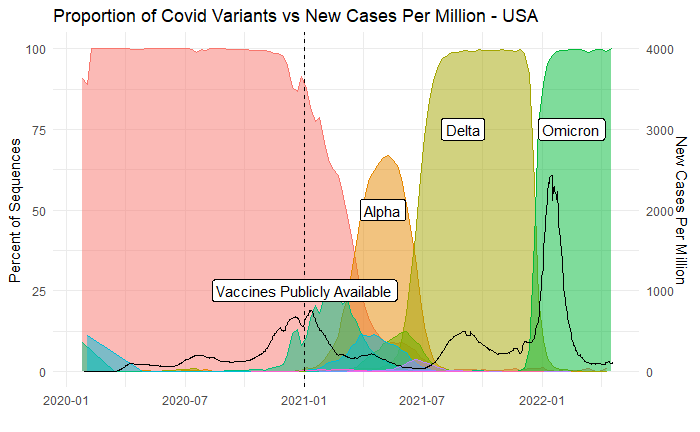 Proportion of Covid Variants vs New Cases Per Million - USA
100
75
50
25
0
Percent of Sequences
4000
3000
2000
1000
0
New Cases Per Million
Delta
Omicron
Alpha
Vaccines Publicly Available
2020-01
2020-07
2021-01
2021-07
2022-01